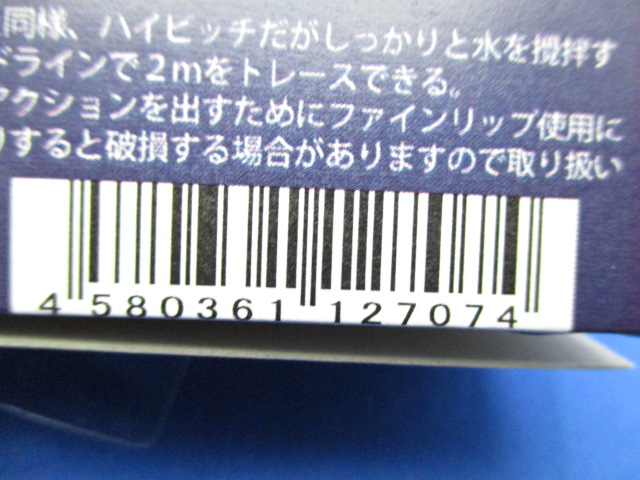 同様、ハイピッチだがしっかりと水を攪拌す
ドラインで2mをトレースできる。
アクションを出すためにファインリップ使用に
すると破損する場合がありますので取り扱い
4 580361 127074